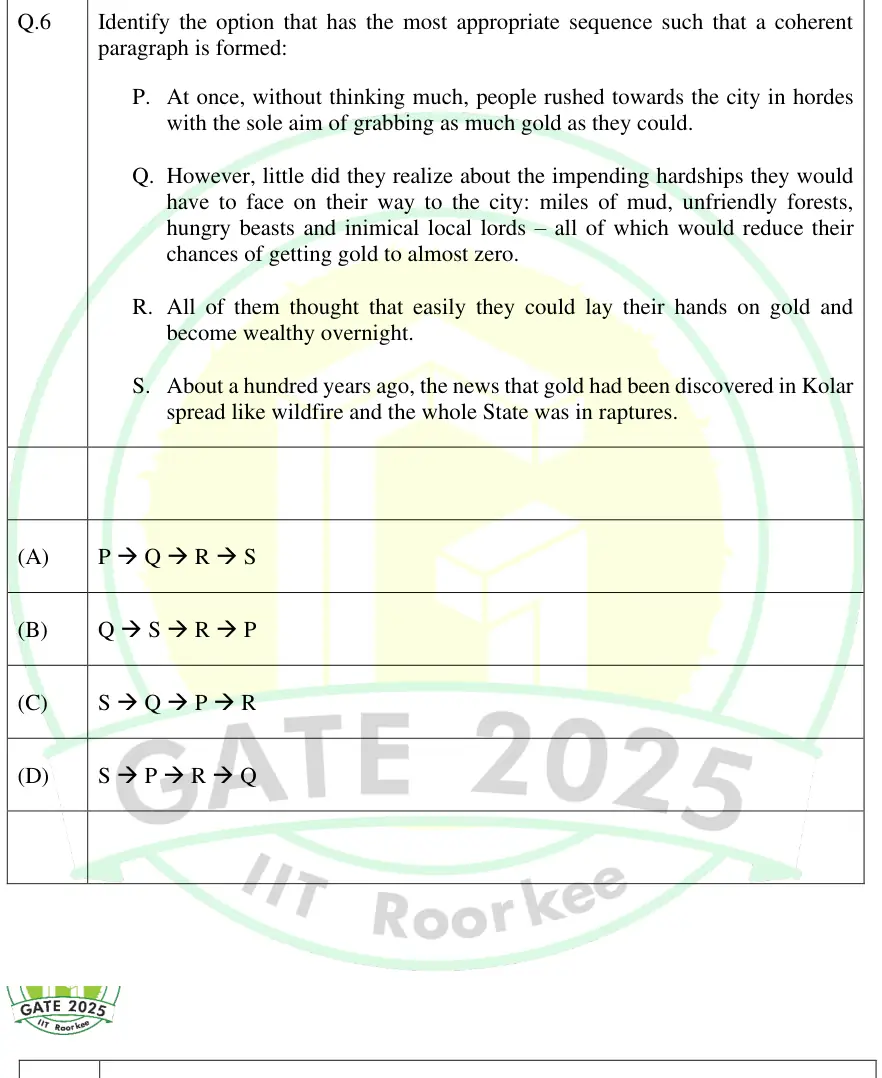 Q.6 Identify the option that has the most appropriate sequence such that a coherent
paragraph is formed:
P. At once, without thinking much, people rushed towards the city in hordes
with the sole aim of grabbing as much gold as they could.
Q. However, little did they realize about the impending hardships they would
have to face on their way to the city: miles of mud, unfriendly forests,
hungry beasts and inimical local lords – all of which would reduce their
chances of getting gold to almost zero.
R. All of them thought that easily they could lay their hands on gold and
become wealthy overnight.
S. About a hundred years ago, the news that gold had been discovered in Kolar
spread like wildfire and the whole State was in raptures.
(A) P → Q → R → S
(B) Q → S → R → P
(C) S → Q → P → R
(D) S → P → R → Q
GATE 2025
IIT Roorkee
GATE 2025
IIT Roorkee